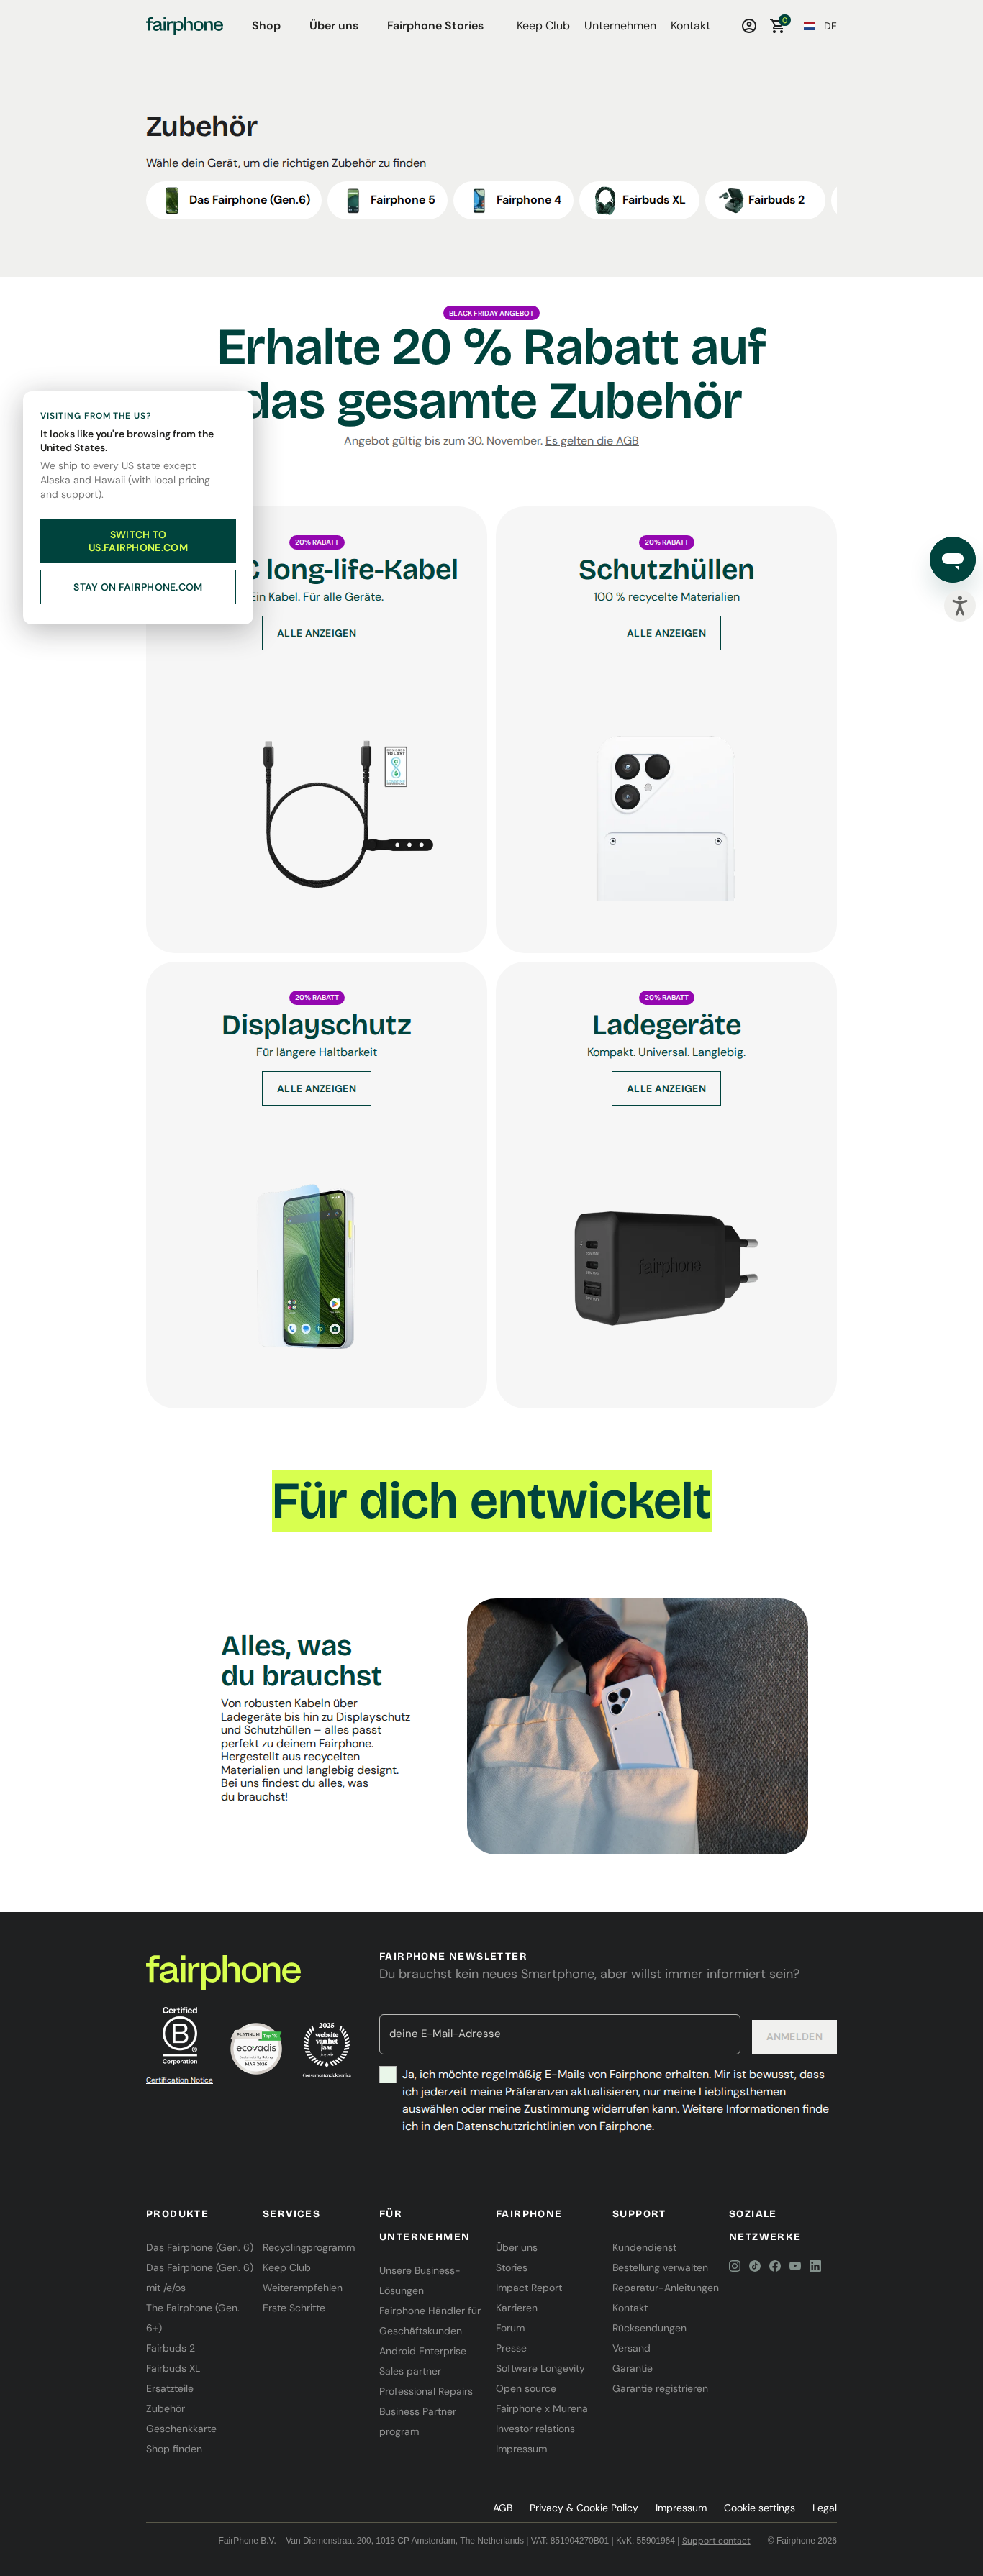 fairphone
Shop
Über uns
Fairphone Stories
Keep Club
Unternehmen
Kontakt
0
DE
Zubehör
Wähle dein Gerät, um die richtigen Zubehör zu finden
Das Fairphone (Gen.6)
Fairphone 5
Fairphone 4
Fairbuds XL
Fairbuds 2
BLACK FRIDAY ANGEBOT
Erhalte 20 % Rabatt auf
das gesamte Zubehör
Angebot gültig bis zum 30. November. Es gelten die AGB
VISITING FROM THE US?
It looks like you're browsing from the
United States.
We ship to every US state except
Alaska and Hawaii (with local pricing
and support).
SWITCH TO
US.FAIRPHONE.COM
STAY ON FAIRPHONE.COM
20% RABATT
C long-life-Kabel
Ein Kabel. Für alle Geräte.
ALLE ANZEIGEN
TO LAST
20% RABATT
Schutzhüllen
100 % recycelte Materialien
ALLE ANZEIGEN
20% RABATT
Displayschutz
Für längere Haltbarkeit
ALLE ANZEIGEN
20% RABATT
Ladegeräte
Kompakt. Universal. Langlebig.
ALLE ANZEIGEN
fairphone
Für dich entwickelt
Alles, was
du brauchst
Von robusten Kabeln über
Ladegeräte bis hin zu Displayschutz
und Schutzhüllen – alles passt
perfekt zu deinem Fairphone.
Hergestellt aus recycelten
Materialien und langlebig designt.
Bei uns findest du alles, was
du brauchst!
fairphone
Certified
B
Corporation
Certification Notice
PLATINUM Top 1%
ecovadis
MAR 2026
2025
website
van het
jaar
FAIRPHONE NEWSLETTER
Du brauchst kein neues Smartphone, aber willst immer informiert sein?
deine E-Mail-Adresse
ANMELDEN
Ja, ich möchte regelmäßig E-Mails von Fairphone erhalten. Mir ist bewusst, dass
ich jederzeit meine Präferenzen aktualisieren, nur meine Lieblingsthemen
auswählen oder meine Zustimmung widerrufen kann. Weitere Informationen finde
ich in den Datenschutzrichtlinien von Fairphone.
PRODUKTE
Das Fairphone (Gen. 6)
Das Fairphone (Gen. 6)
mit /e/os
The Fairphone (Gen.
6+)
Fairbuds 2
Fairbuds XL
Ersatzteile
Zubehör
Geschenkkarte
Shop finden
SERVICES
Recyclingprogramm
Keep Club
Weiterempfehlen
Erste Schritte
FÜR
UNTERNEHMEN
Unsere Business-
Lösungen
Fairphone Händler für
Geschäftskunden
Android Enterprise
Sales partner
Professional Repairs
Business Partner
program
FAIRPHONE
Über uns
Stories
Impact Report
Karrieren
Forum
Presse
Software Longevity
Open source
Fairphone x Murena
Investor relations
Impressum
SUPPORT
Kundendienst
Bestellung verwalten
Reparatur-Anleitungen
Kontakt
Rücksendungen
Versand
Garantie
Garantie registrieren
SOZIALE
NETZWERKE
AGB
Privacy & Cookie Policy
Impressum
Cookie settings
Legal
FairPhone B.V. – Van Diemenstraat 200, 1013 CP Amsterdam, The Netherlands | VAT: 851904270B01 | KvK: 55901964 | Support contact
© Fairphone 2026